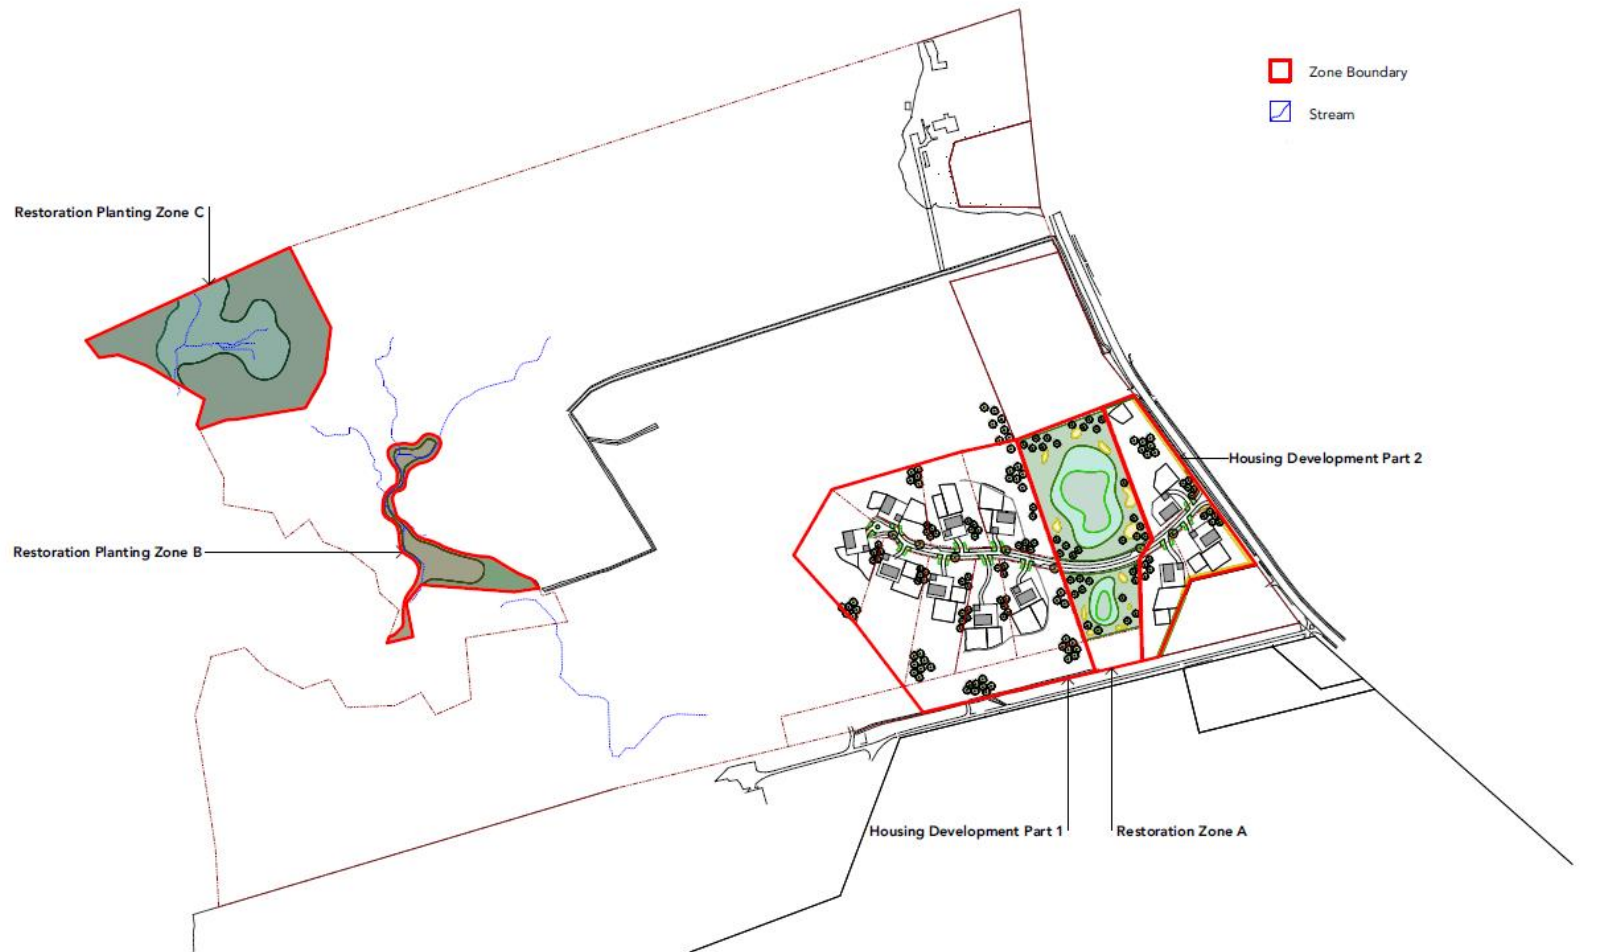 Zone Boundary
Stream
Restoration Planting Zone C
Housing Development Part 2
Restoration Planting Zone B
Housing Development Part 1
Restoration Zone A